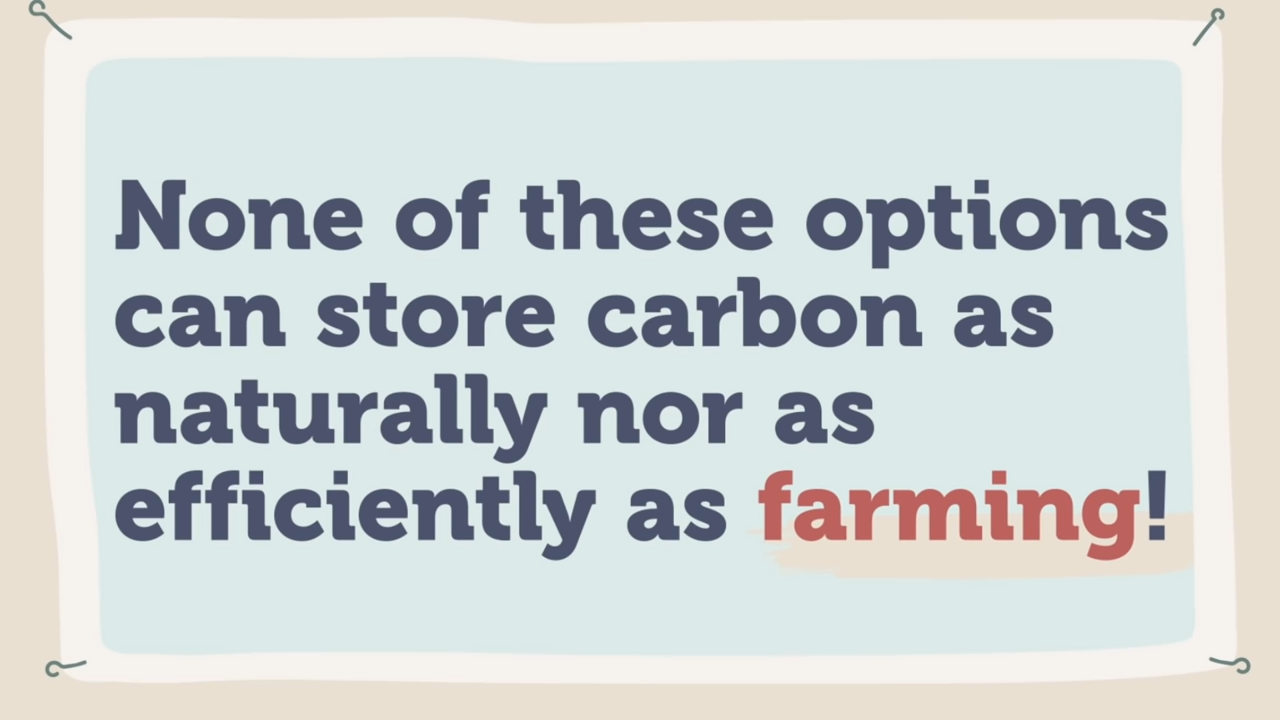 None of these options
can store carbon as
naturally nor as
efficiently as farming!